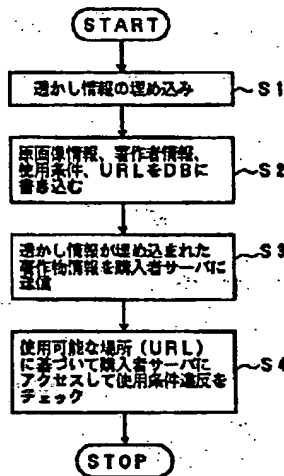 START
透かし情報の埋め込み
S1
原画像情報、著作者情報、
使用条件、URLをDBに
書き込む
S2
透かし情報が埋め込まれた
著作物情報を購入者サーバに
送信
S3
使用可能な場所(URL)
に基づいて購入者サーバに
アクセスして使用条件違反を
チェック
S4
STOP